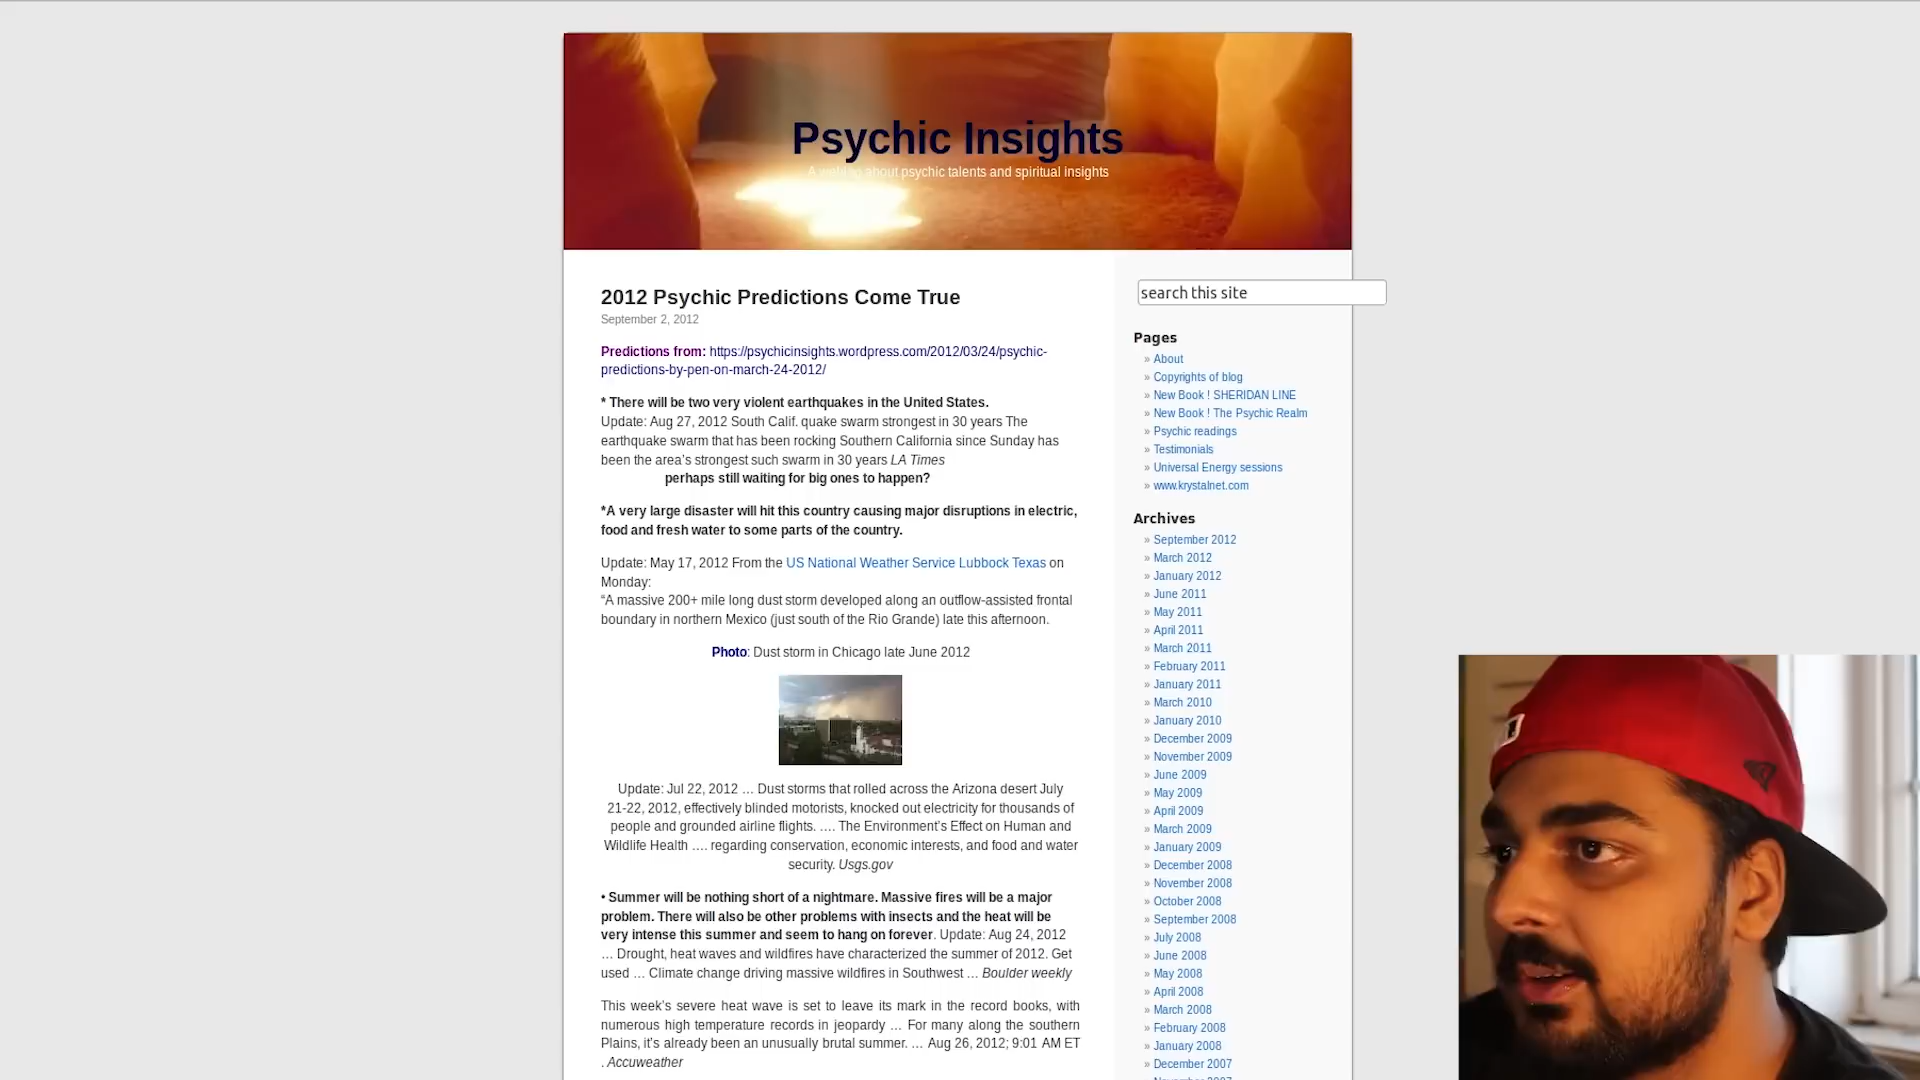 Psychic Insights
A weblog about psychic talents and spiritual insights
2012 Psychic Predictions Come True
September 2, 2012
Predictions from: https://psychicinsights.wordpress.com/2012/03/24/psychic-
predictions-by-pen-on-march-24-2012/
* There will be two very violent earthquakes in the United States.
Update: Aug 27, 2012 South Calif. quake swarm strongest in 30 years The
earthquake swarm that has been rocking Southern California since Sunday has
been the area’s strongest such swarm in 30 years LA Times
perhaps still waiting for big ones to happen?
*A very large disaster will hit this country causing major disruptions in electric,
food and fresh water to some parts of the country.
Update: May 17, 2012 From the US National Weather Service Lubbock Texas on
Monday:
“A massive 200+ mile long dust storm developed along an outflow-assisted frontal
boundary in northern Mexico (just south of the Rio Grande) late this afternoon.
Photo: Dust storm in Chicago late June 2012
Update: Jul 22, 2012 … Dust storms that rolled across the Arizona desert July
21-22, 2012, effectively blinded motorists, knocked out electricity for thousands of
people and grounded airline flights. …. The Environment’s Effect on Human and
Wildlife Health …. regarding conservation, economic interests, and food and water
security. Usgs.gov
• Summer will be nothing short of a nightmare. Massive fires will be a major
problem. There will also be other problems with insects and the heat will be
very intense this summer and seem to hang on forever. Update: Aug 24, 2012
… Drought, heat waves and wildfires have characterized the summer of 2012. Get
used … Climate change driving massive wildfires in Southwest … Boulder weekly
This week’s severe heat wave is set to leave its mark in the record books, with
numerous high temperature records in jeopardy … For many along the southern
Plains, it’s already been an unusually brutal summer. … Aug 26, 2012; 9:01 AM ET
. Accuweather
search this site
Pages
» About
» Copyrights of blog
» New Book ! SHERIDAN LINE
» New Book ! The Psychic Realm
» Psychic readings
» Testimonials
» Universal Energy sessions
» www.krystalnet.com
Archives
» September 2012
» March 2012
» January 2012
» June 2011
» May 2011
» April 2011
» March 2011
» February 2011
» January 2011
» March 2010
» January 2010
» December 2009
» November 2009
» June 2009
» May 2009
» April 2009
» March 2009
» January 2009
» December 2008
» November 2008
» October 2008
» September 2008
» July 2008
» June 2008
» May 2008
» April 2008
» March 2008
» February 2008
» January 2008
» December 2007